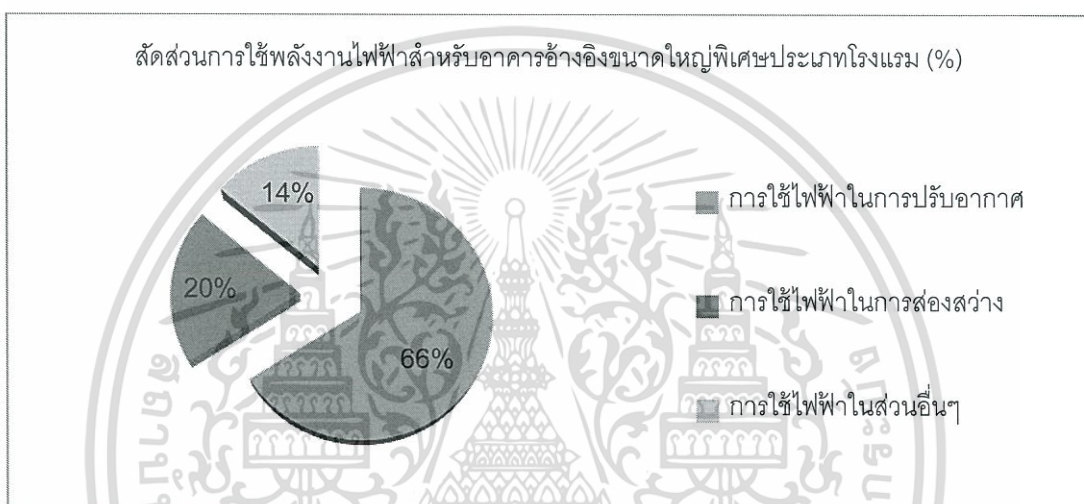 สัดส่วนการใช้พลังงานไฟฟ้าสำหรับอาคารอ้างอิงขนาดใหญ่พิเศษประเภทโรงแรม (%)
14%
20%
66%
การใช้ไฟฟ้าในการปรับอากาศ
การใช้ไฟฟ้าในการส่องสว่าง
การใช้ไฟฟ้าในส่วนอื่นๆ